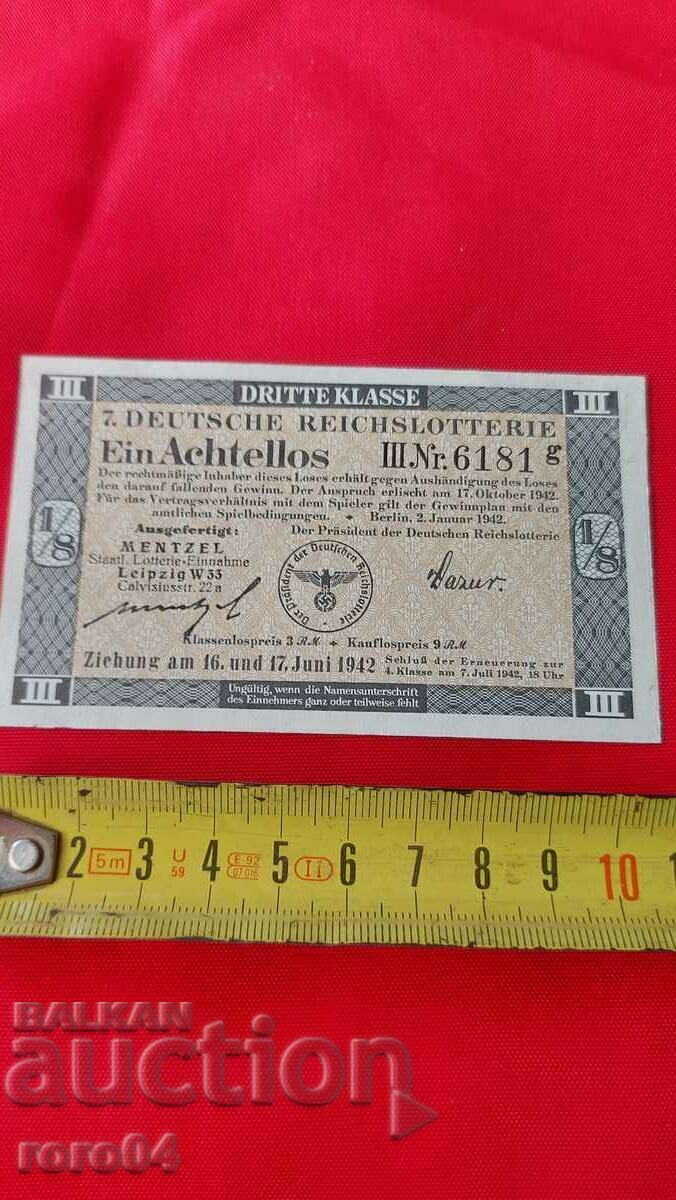 III DRITTE KLASSE III
7. DEUTSCHE REICHSLOTTERIE
Ein Achtellos III.Nr. 6181 g
Der rechtmäßige Inhaber dieses Loses erhält gegen Aushändigung des Loses
den darauf fallenden Gewinn. Der Anspruch erlischt am 17. Oktober 1942.
Für das Vertragsverhältnis mit dem Spieler gilt der Gewinnplan mit den
amtlichen Spielbedingungen. Berlin, 2. Januar 1942.
1/8
1/8
Ausgefertigt: Der Präsident der Deutschen Reichslotterie
MENTZEL
Staatl. Lotterie-Einnahme
Leipzig W 33
Calvisiusstr. 22 a
Der Präsident der Deutschen Reichslotterie
Klassenlospreis 3 RM + Kauflospreis 9 RM
Ziehung am 16. und 17. Juni 1942 Schluß der Erneuerung zur
4. Klasse am 7. Juli 1942, 18 Uhr
III III
Ungültig, wenn die Namensunterschrift
des Einnehmers ganz oder teilweise fehlt
2 5m 3 U 59 4 E 92 07 016 5 II 6 7 8 9 10
BALKAN
auction
roro04